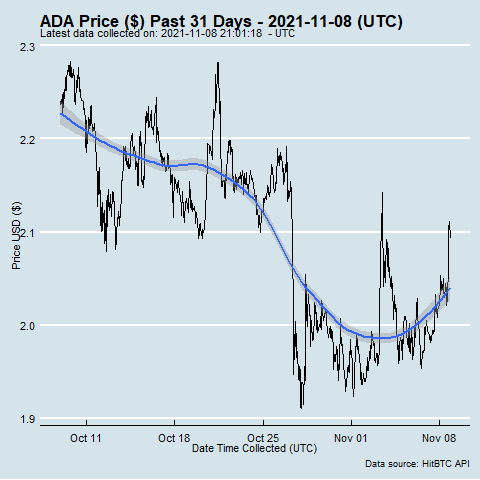 ADA Price ($) Past 31 Days - 2021-11-08 (UTC)
Latest data collected on: 2021-11-08 21:01:18 - UTC
2.3
2.2
2.1
2.0
1.9
Price USD ($)
Oct 11 Oct 18 Oct 25 Nov 01 Nov 08
Date Time Collected (UTC)
Data source: HitBTC API